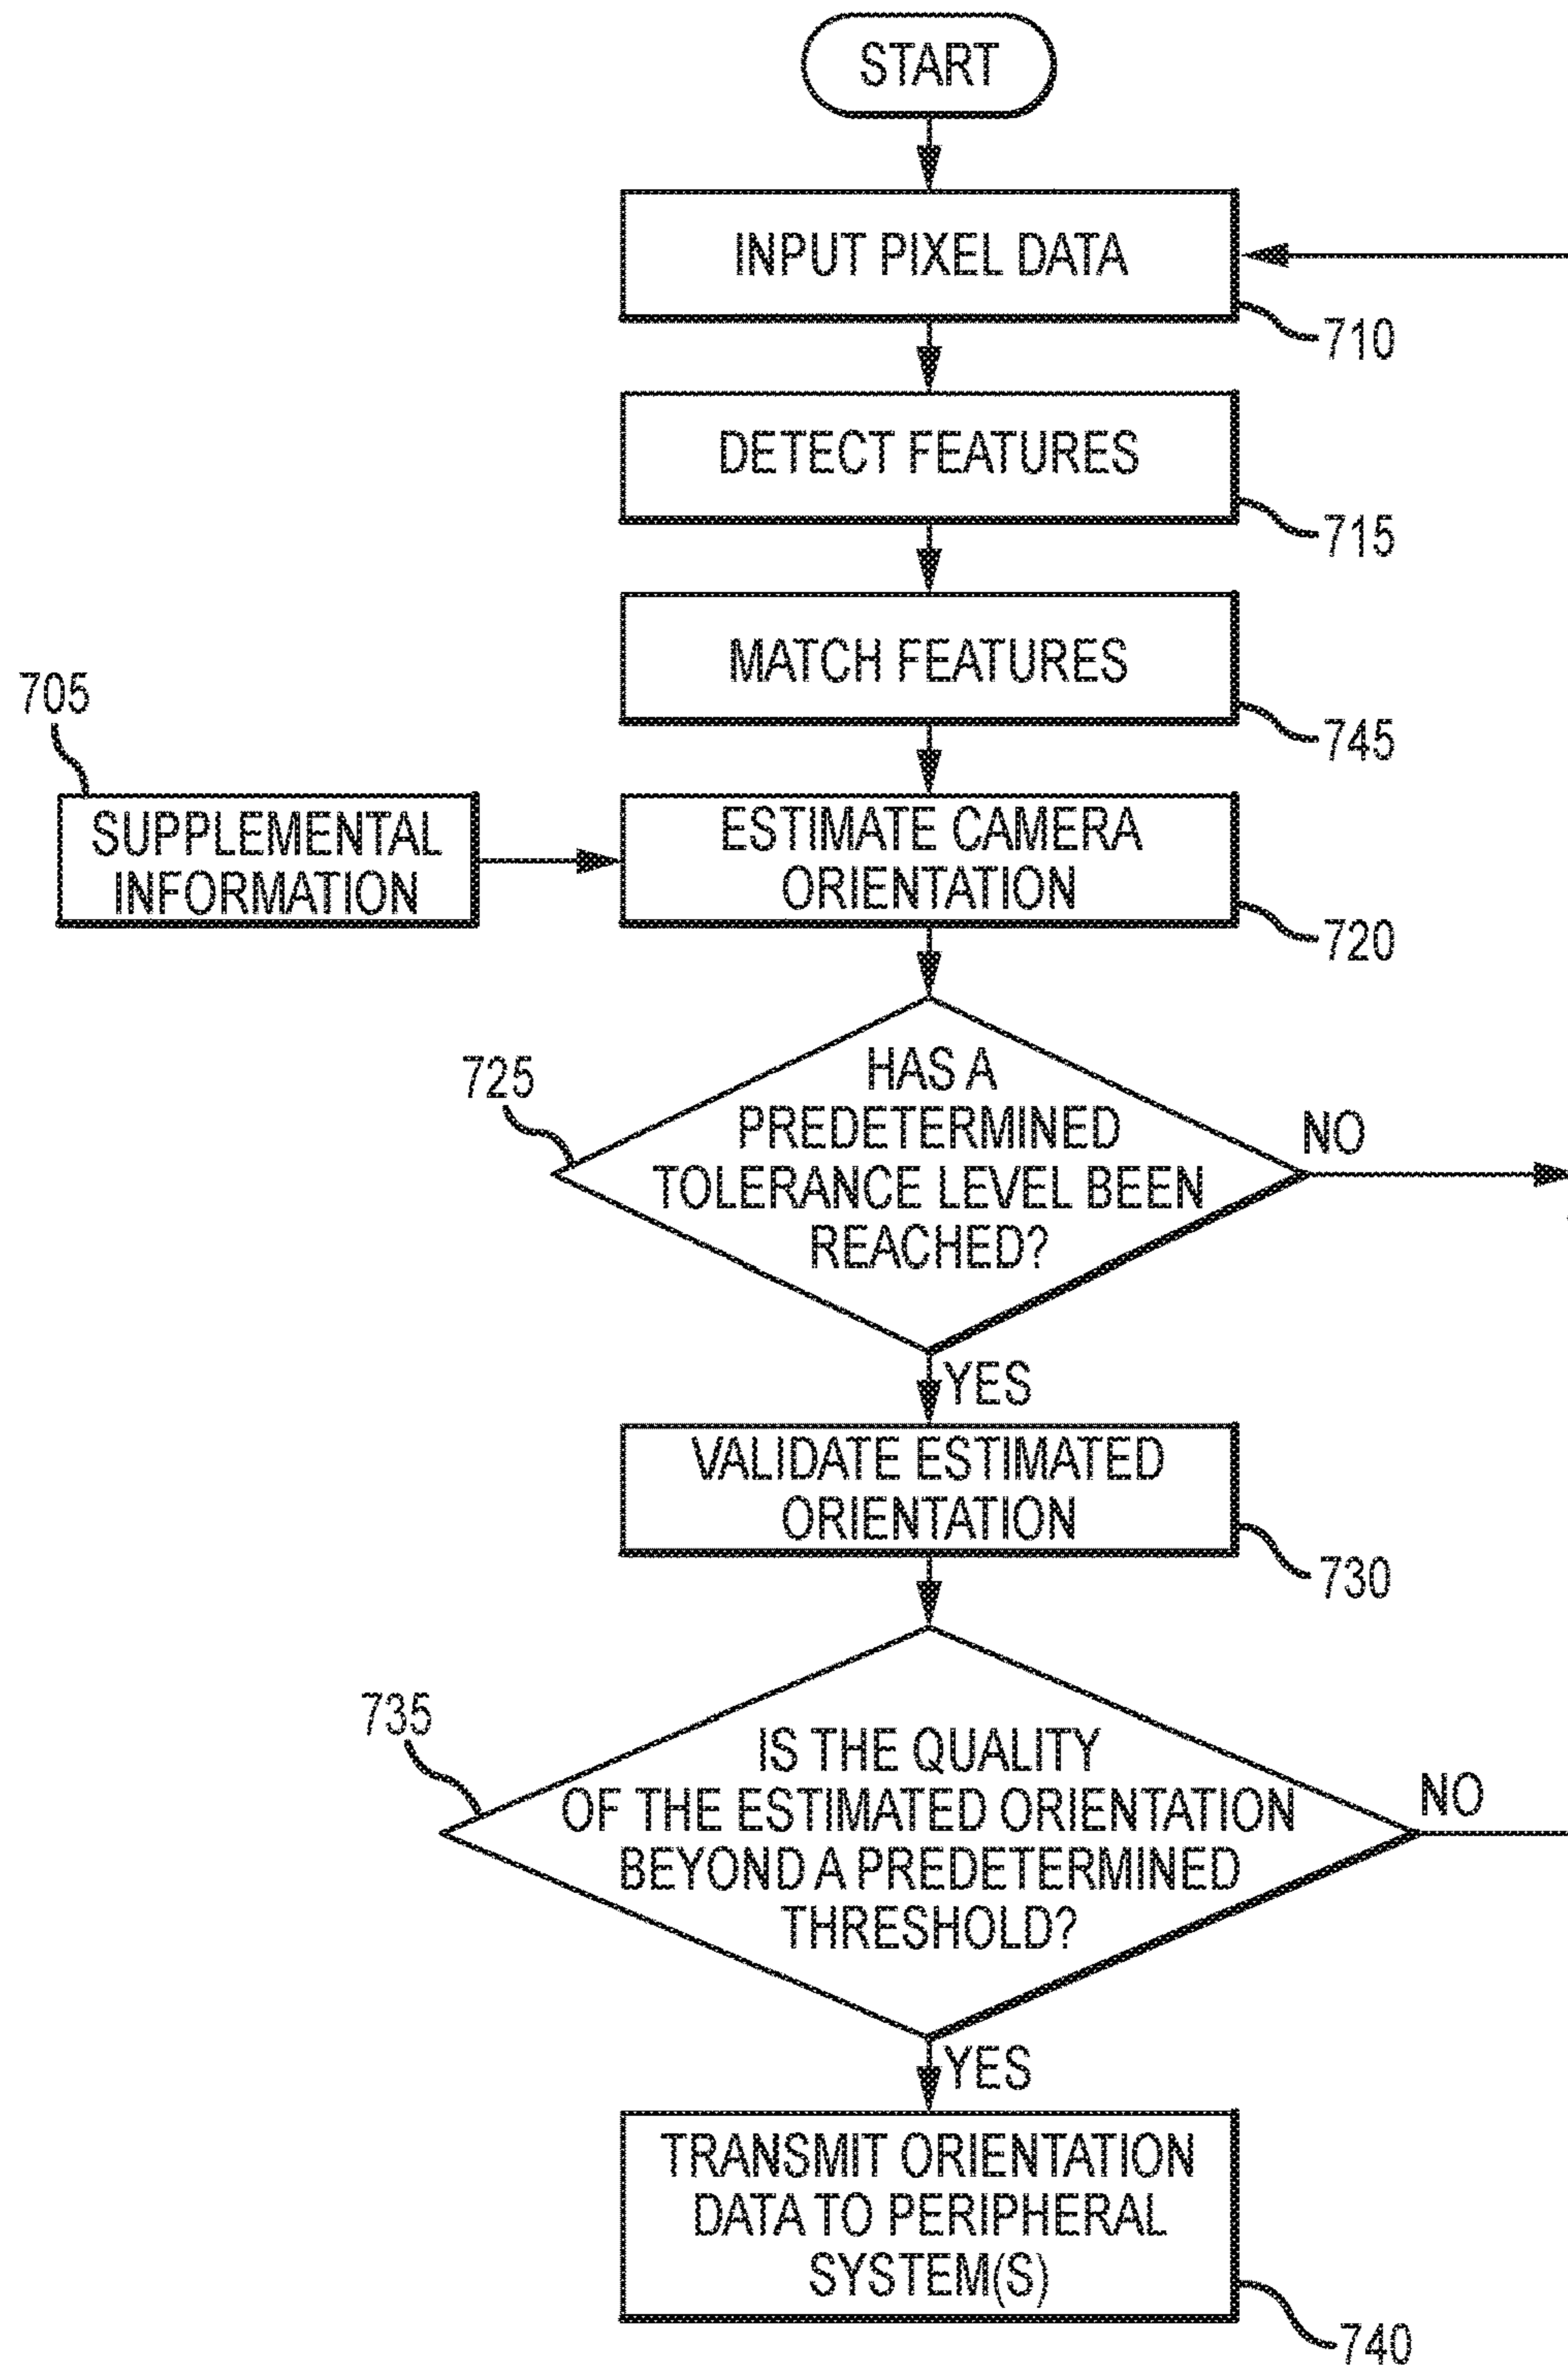 START
INPUT PIXEL DATA
710
DETECT FEATURES
715
MATCH FEATURES
745
705
SUPPLEMENTAL
INFORMATION
ESTIMATE CAMERA
ORIENTATION
720
725
HAS A
PREDETERMINED
TOLERANCE LEVEL BEEN
REACHED?
NO
YES
VALIDATE ESTIMATED
ORIENTATION
730
735
IS THE QUALITY
OF THE ESTIMATED ORIENTATION
BEYOND A PREDETERMINED
THRESHOLD?
NO
YES
TRANSMIT ORIENTATION
DATA TO PERIPHERAL
SYSTEM(S)
740